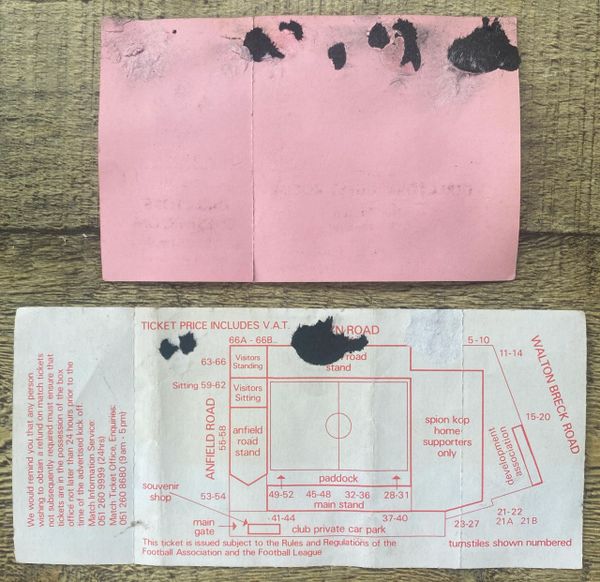 We would remind you that any person
wishing to obtain a refund on match tickets
not subsequently required must ensure that
tickets are in the possession of the box
office not later than 24 hours prior to the
time of the advertised kick off
Match Information Service:
051 260 9999 (24hrs)
Match Ticket Office, Enquiries:
051 260 8680 (9am - 5pm)
TICKET PRICE INCLUDES V.A.T.
ROAD
66A - 66B
63-66
Visitors
Standing
road
stand
5-10
11-14
WALTON BRECK ROAD
Sitting 59-62
Visitors
Sitting
ANFIELD ROAD
55-58
anfield
road
stand
spion kop
home
supporters
only
15-20
development
association
souvenir
shop
53-54
paddock
49-52 45-48 32-36 28-31
main stand
main
gate
41-44
37-40
club private car park
23-27
21-22
21A 21B
This ticket is issued subject to the Rules and Regulations of the
Football Association and the Football League
turnstiles shown numbered